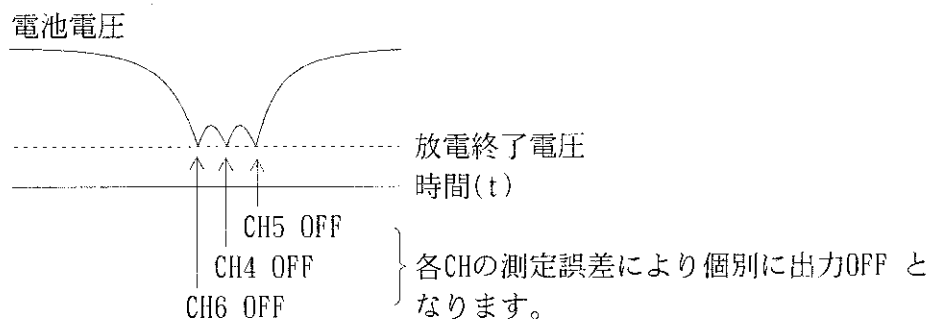 電池電圧
放電終了電圧
時間(t)
CH5 OFF
CH4 OFF
CH6 OFF
各CHの測定誤差により個別に出力OFF と
なります。